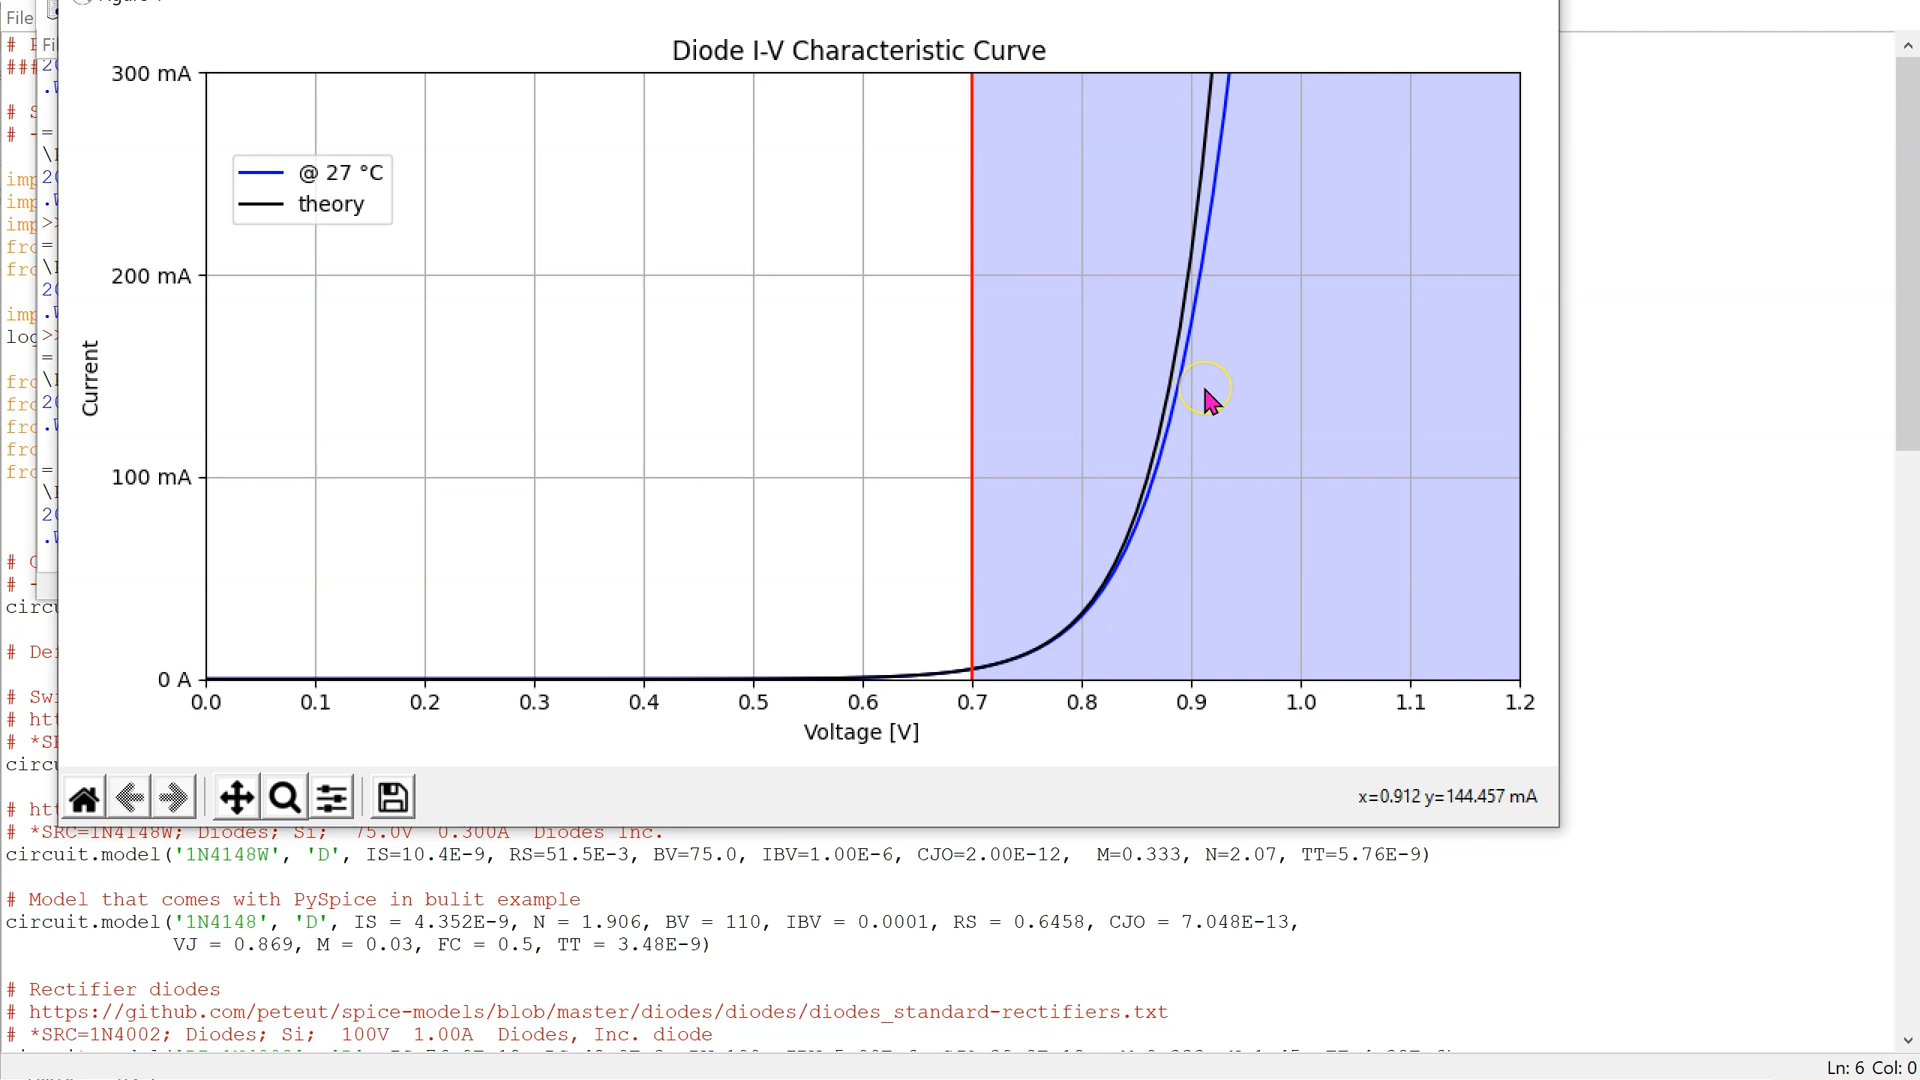 File
Diode I-V Characteristic Curve
300 mA
200 mA
100 mA
0 A
Current
@ 27 °C
theory
0.0 0.1 0.2 0.3 0.4 0.5 0.6 0.7 0.8 0.9 1.0 1.1 1.2
Voltage [V]
x=0.912 y=144.457 mA
# *SRC=1N4148W; Diodes; Si; 75.0V 0.300A Diodes Inc.
circuit.model('1N4148W', 'D', IS=10.4E-9, RS=51.5E-3, BV=75.0, IBV=1.00E-6, CJO=2.00E-12, M=0.333, N=2.07, TT=5.76E-9)
# Model that comes with PySpice in bulit example
circuit.model('1N4148', 'D', IS = 4.352E-9, N = 1.906, BV = 110, IBV = 0.0001, RS = 0.6458, CJO = 7.048E-13,
VJ = 0.869, M = 0.03, FC = 0.5, TT = 3.48E-9)
# Rectifier diodes
# https://github.com/peteut/spice-models/blob/master/diodes/diodes_standard-rectifiers.txt
# *SRC=1N4002; Diodes; Si; 100V 1.00A Diodes, Inc. diode
Ln: 6 Col: 0